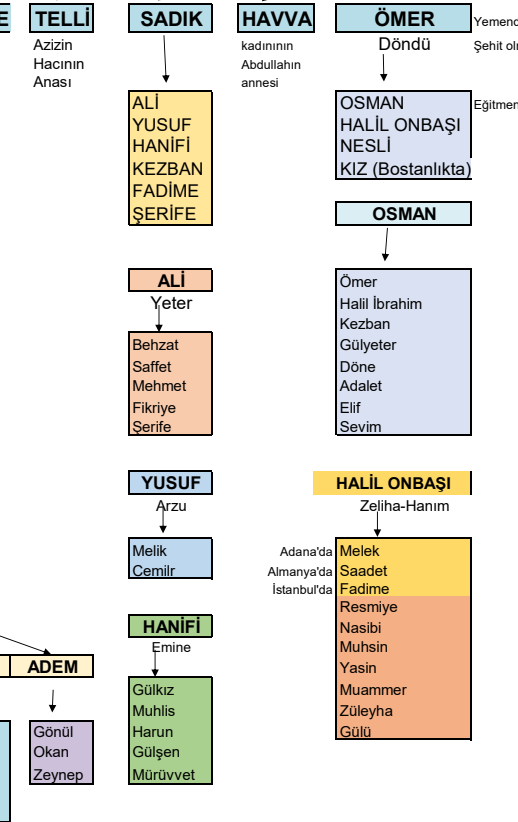 TELLİ
Azizin
Hacının
Anası
SADIK
ALİ
YUSUF
HANİFİ
KEZBAN
FADİME
ŞERİFE
HAVVA
kadınının
Abdullahın
annesi
ÖMER
Döndü
OSMAN
HALİL ONBAŞI
NESLİ
KIZ (Bostanlıkta)
Eğitmen
OSMAN
Ömer
Halil İbrahim
Kezban
Gülyeter
Döne
Adalet
Elif
Sevim
ALİ
Yeter
Behzat
Saffet
Mehmet
Fikriye
Şerife
YUSUF
Arzu
Melik
Cemilr
HALİL ONBAŞI
Zeliha-Hanım
Adana'da Melek
Almanya'da Saadet
İstanbul'da Fadime
Resmiye
Nasibi
Muhsin
Yasin
Muammer
Züleyha
Gülü
HANİFİ
Emine
Gülkız
Muhlis
Harun
Gülşen
Mürüvvet
ADEM
Gönül
Okan
Zeynep